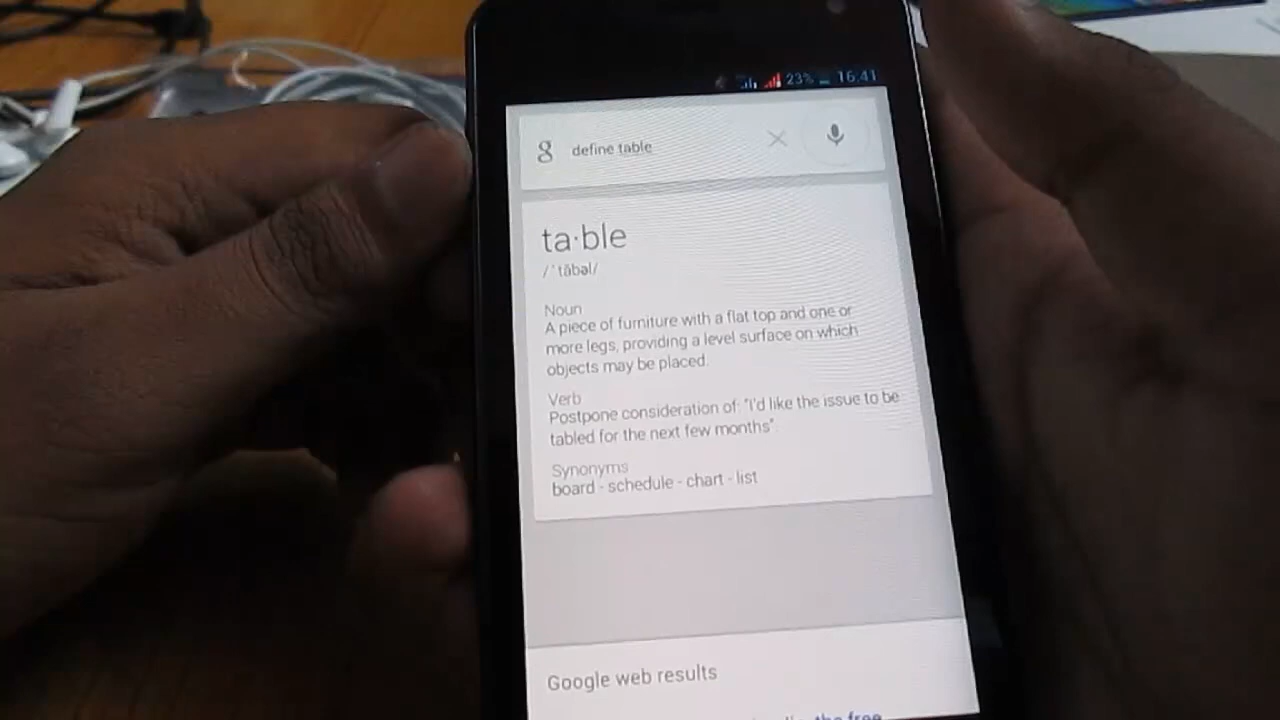 23% 16.41
g define table
ta·ble
/ˈtābəl/
Noun
A piece of furniture with a flat top and one or
more legs, providing a level surface on which
objects may be placed.
Verb
Postpone consideration of: "I'd like the issue to be
tabled for the next few months"
Synonyms
board - schedule - chart - list
Google web results
the free